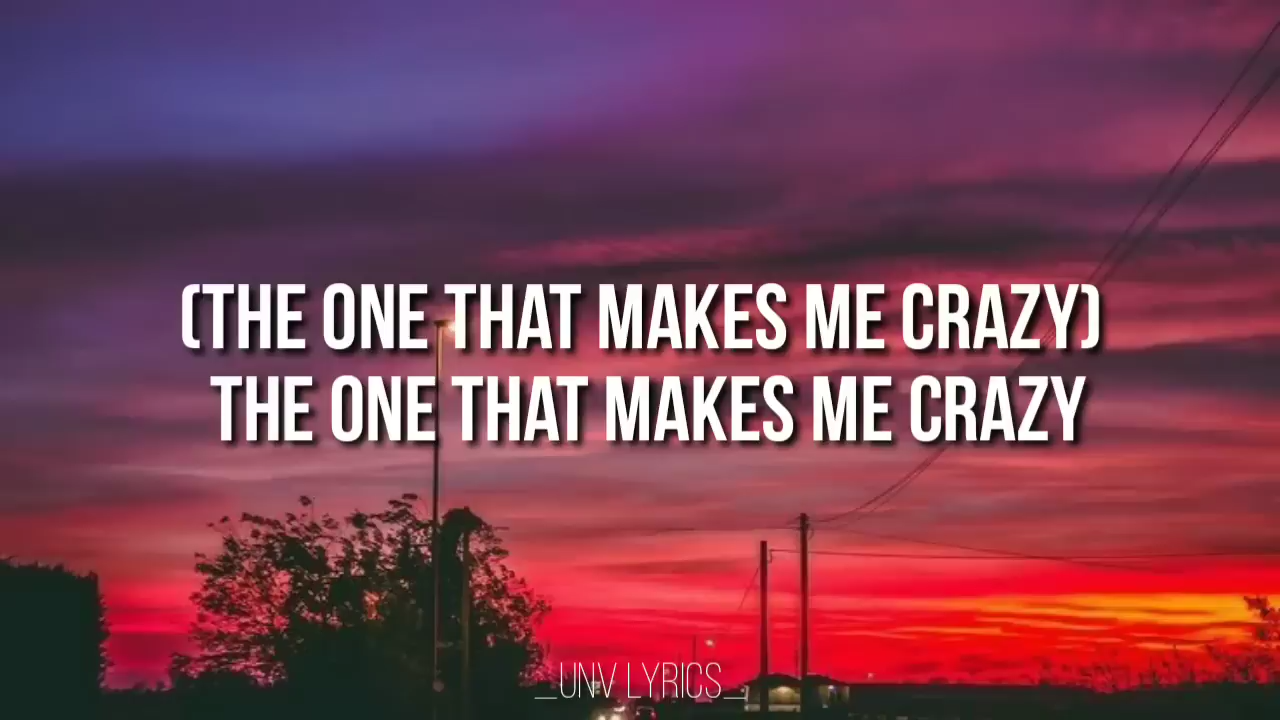 (THE ONE THAT MAKES ME CRAZY)
THE ONE THAT MAKES ME CRAZY
_UNV LYRICS_